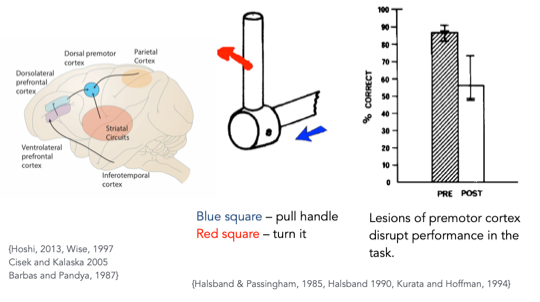 Dorsal premotor
cortex
Parietal
Cortex
Dorsolateral
prefrontal
cortex
Striatal
Circuits
Ventrolateral
prefrontal
cortex
Inferotemporal
cortex
{Hoshi, 2013, Wise, 1997
Cisek and Kalaska 2005
Barbas and Pandya, 1987}
Blue square – pull handle
Red square – turn it
% CORRECT
100
90
80
70
60
50
40
30
20
10
0
PRE POST
Lesions of premotor cortex
disrupt performance in the
task.
{Halsband & Passingham, 1985, Halsband 1990, Kurata and Hoffman, 1994}